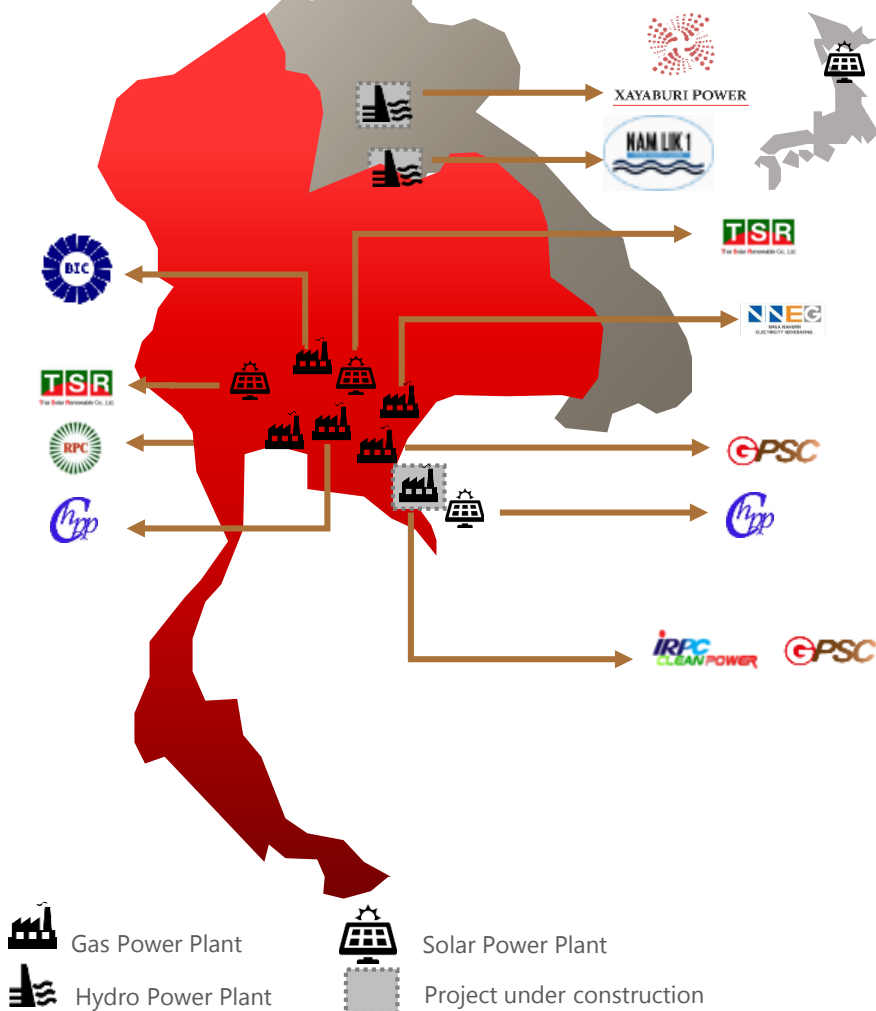 XAYABURI POWER
NAM LIK 1
TSR
Thai Solar Renewable Co., Ltd.
BIC
NNEG
NAVA NAKORN
ELECTRICITY GENERATING
TSR
Thai Solar Renewable Co., Ltd.
RPC
GPSC
CHPP
CHPP
IRPC
CLEAN POWER
GPSC
Gas Power Plant
Solar Power Plant
Hydro Power Plant
Project under construction